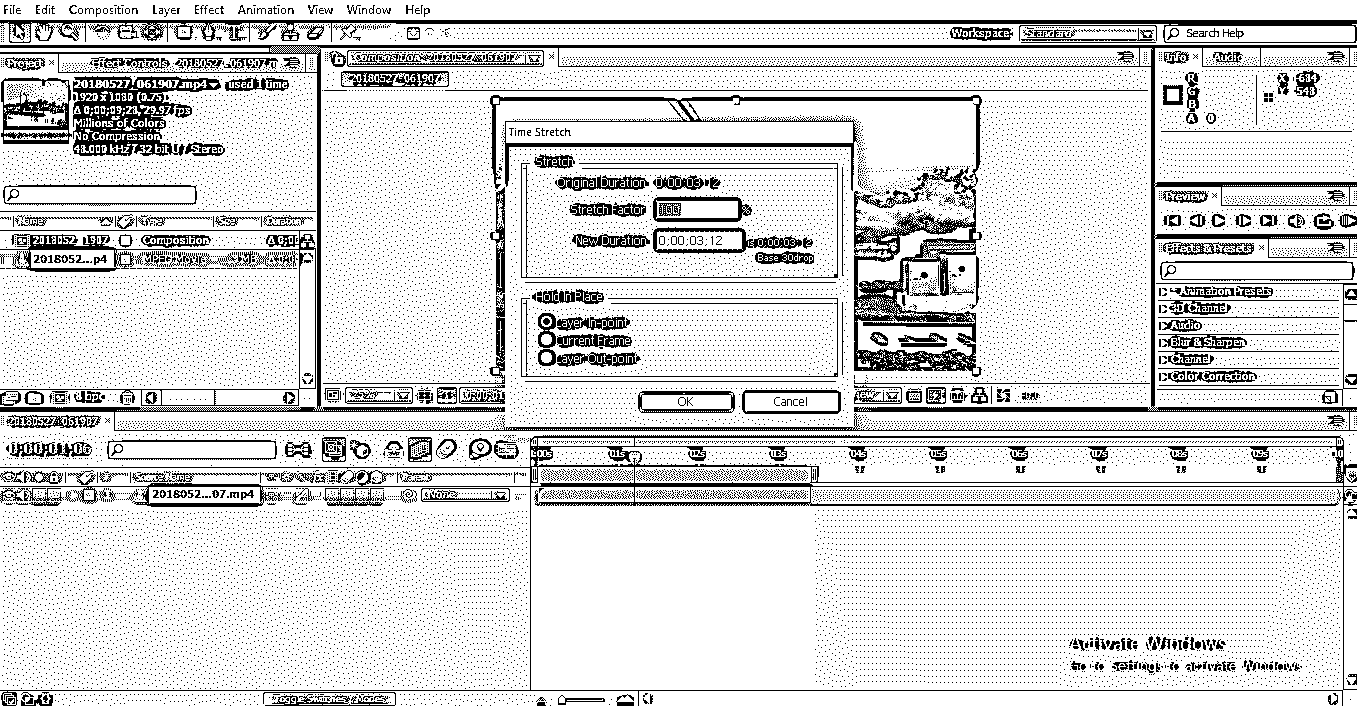 File Edit Composition Layer Effect Animation View Window Help
Workspace: Standard Search Help
Project × Effect Controls: 20180527_061907.m
Composition: 20180527_061907
Info × Audio
20180527_061907
20180527_061907.mp4 used 1 time
1920 x 1080 (0.75)
Δ 0;00;09;28, 29.97 fps
Millions of Colors
No Compression
48.000 kHz / 32 bit U / Stereo
R
G
B
A 0
X -684
Y -548
Time Stretch
Stretch
Original Duration: 0;00;03;12
Stretch Factor: 100 %
New Duration: 0;00;03;12 is 0;00;03;12
Base 30drop
Hold In Place
Layer In-point
Current Frame
Layer Out-point
OK Cancel
Name Type Size Duration
Composition Δ 0;0
2018052...p4
Preview ×
Effects & Presets ×
Animation Presets
3D Channel
Audio
Blur & Sharpen
Channel
Color Correction
8 bpc
20180527_061907 ×
0;00;01;06
:00s 01s 02s 03s 04s 05s 06s 07s 08s 09s
Source Name Parent
2018052...07.mp4 None
Activate Windows
Go to Settings to activate Windows.
Toggle Switches / Modes